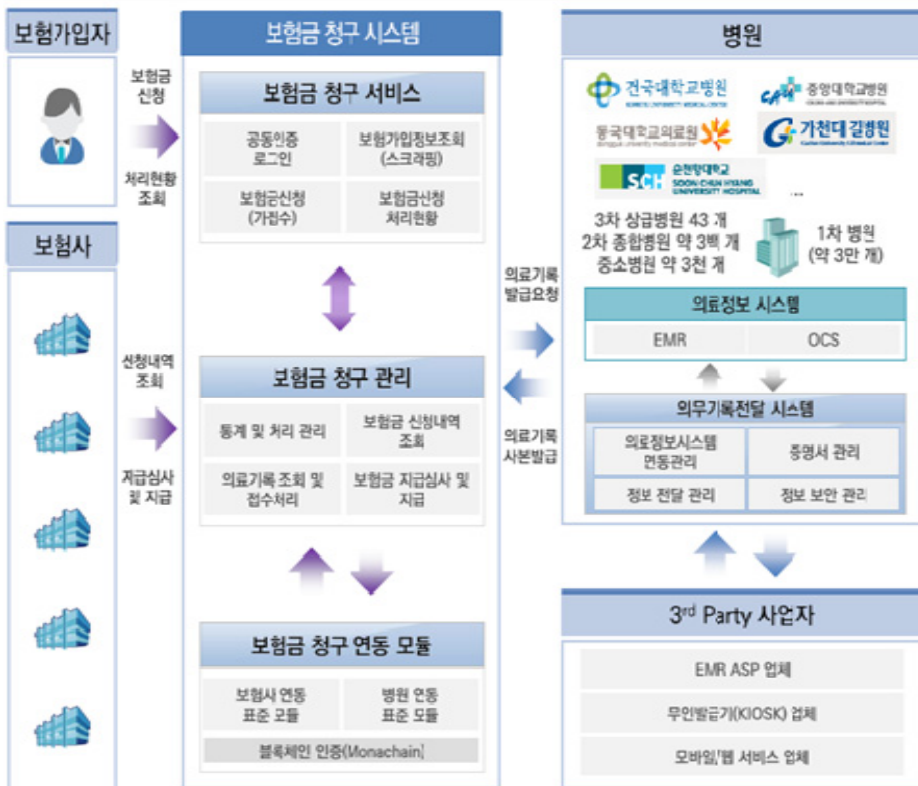 보험가입자
보험금
신청
처리현황
조회
보험사
신청내역
조회
지급심사
및 지급
보험금 청구 시스템
보험금 청구 서비스
공동인증
로그인
보험가입정보조회
(스크래핑)
보험금신청
(가접수)
보험금신청
처리현황
보험금 청구 관리
통계 및 처리 관리
보험금 신청내역
조회
의료기록 조회 및
접수처리
보험금 지급심사 및
지급
보험금 청구 연동 모듈
보험사 연동
표준 모듈
병원 연동
표준 모듈
블록체인 인증(Monachain)
의료기록
발급요청
의료기록
사본발급
병원
건국대학교병원
KONKUK UNIVERSITY MEDICAL CENTER
CAU
중앙대학교병원
동국대학교의료원
dongguk university medical center
가천대 길병원
SCH
순천향대학교
SOON CHUN HYANG
UNIVERSITY HOSPITAL
...
3차 상급병원 43 개
2차 종합병원 약 3백 개
중소병원 약 3천 개
1차 병원
(약 3만 개)
의료정보 시스템
EMR
OCS
의무기록전달 시스템
의료정보시스템
연동관리
증명서 관리
정보 전달 관리
정보 보안 관리
3rd Party 사업자
EMR ASP 업체
무인발급기(KIOSK) 업체
모바일/웹 서비스 업체